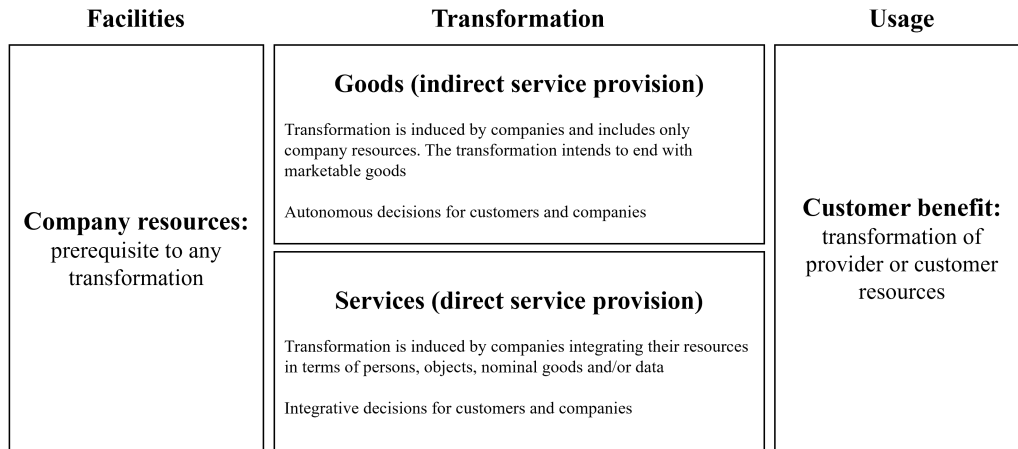 Facilities
Transformation
Usage
Company resources:
prerequisite to any
transformation
Goods (indirect service provision)
Transformation is induced by companies and includes only
company resources. The transformation intends to end with
marketable goods
Autonomous decisions for customers and companies
Services (direct service provision)
Transformation is induced by companies integrating their resources
in terms of persons, objects, nominal goods and/or data
Integrative decisions for customers and companies
Customer benefit:
transformation of
provider or customer
resources